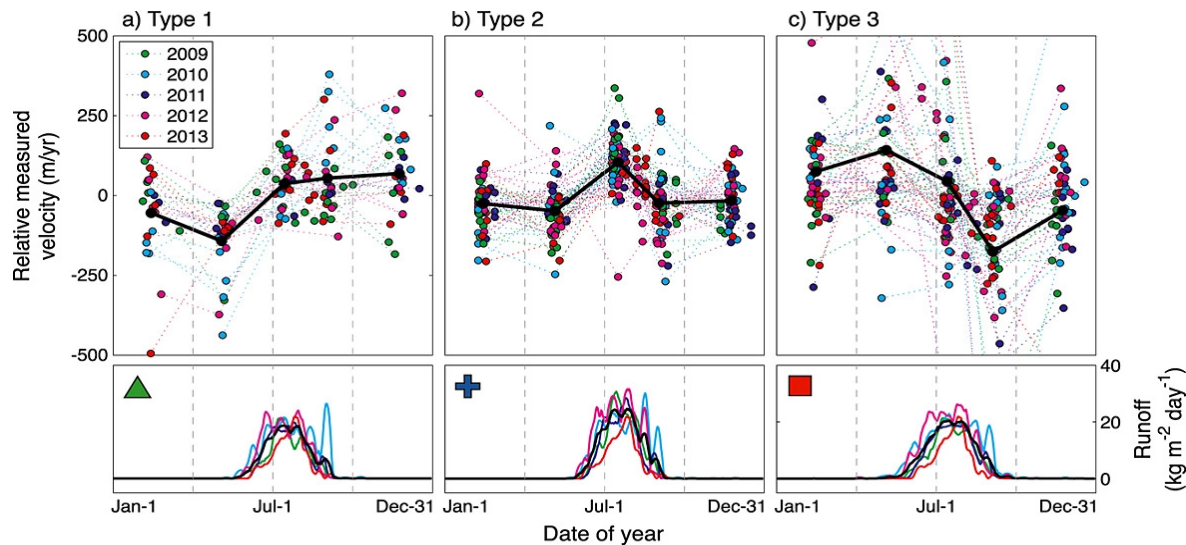 a) Type 1
b) Type 2
c) Type 3
500
250
0
-250
-500
Relative measured
velocity (m/yr)
2009
2010
2011
2012
2013
40
20
0
Runoff
(kg m-2 day-1)
Jan-1
Jul-1
Dec-31
Jan-1
Jul-1
Dec-31
Jan-1
Jul-1
Dec-31
Date of year